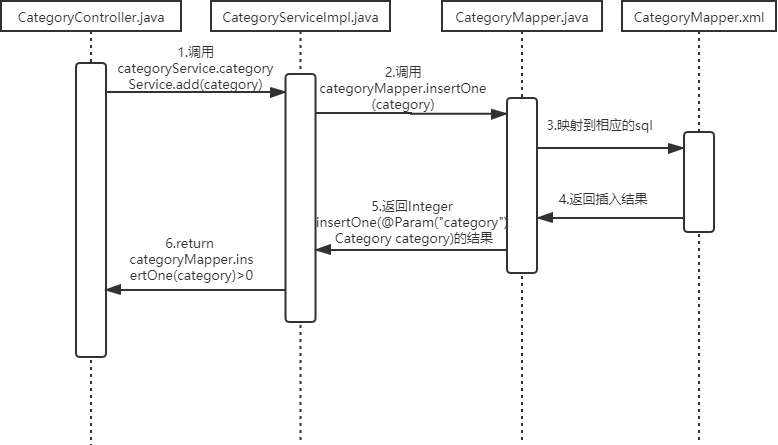 CategoryController.java
CategoryServiceImpl.java
CategoryMapper.java
CategoryMapper.xml
1.调用
categoryService.category
Service.add(category)
2.调用
categoryMapper.insertOne
(category)
3.映射到相应的sql
4.返回插入结果
5.返回Integer
insertOne(@Param("category")
Category category)的结果
6.return
categoryMapper.ins
ertOne(category)>0